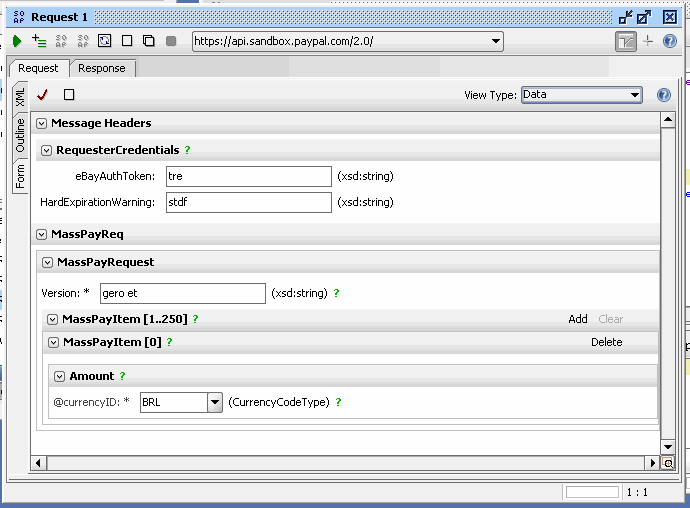 SO AP Request 1
https://api.sandbox.paypal.com/2.0/
Request Response
XML
Outline
Form
View Type: Data
Message Headers
RequesterCredentials ?
eBayAuthToken: tre (xsd:string)
HardExpirationWarning: stdf (xsd:string)
MassPayReq
MassPayRequest
Version: * gero et (xsd:string) ?
MassPayItem [1..250] ? Add Clear
MassPayItem [0] ? Delete
Amount ?
@currencyID: * BRL (CurrencyCodeType) ?
1 : 1